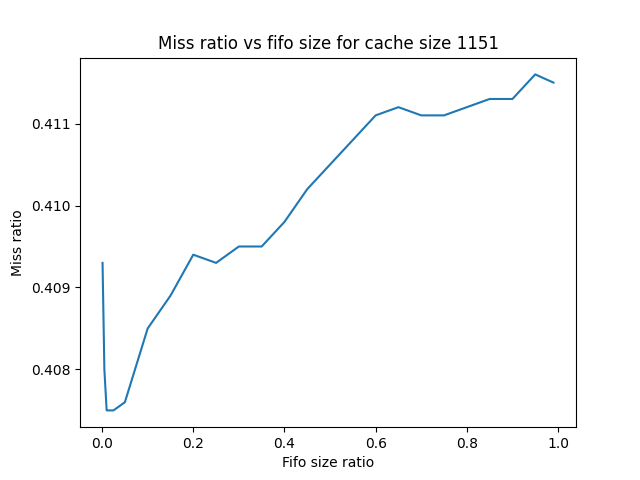 Miss ratio vs fifo size for cache size 1151
Miss ratio
0.411
0.410
0.409
0.408
0.0 0.2 0.4 0.6 0.8 1.0
Fifo size ratio